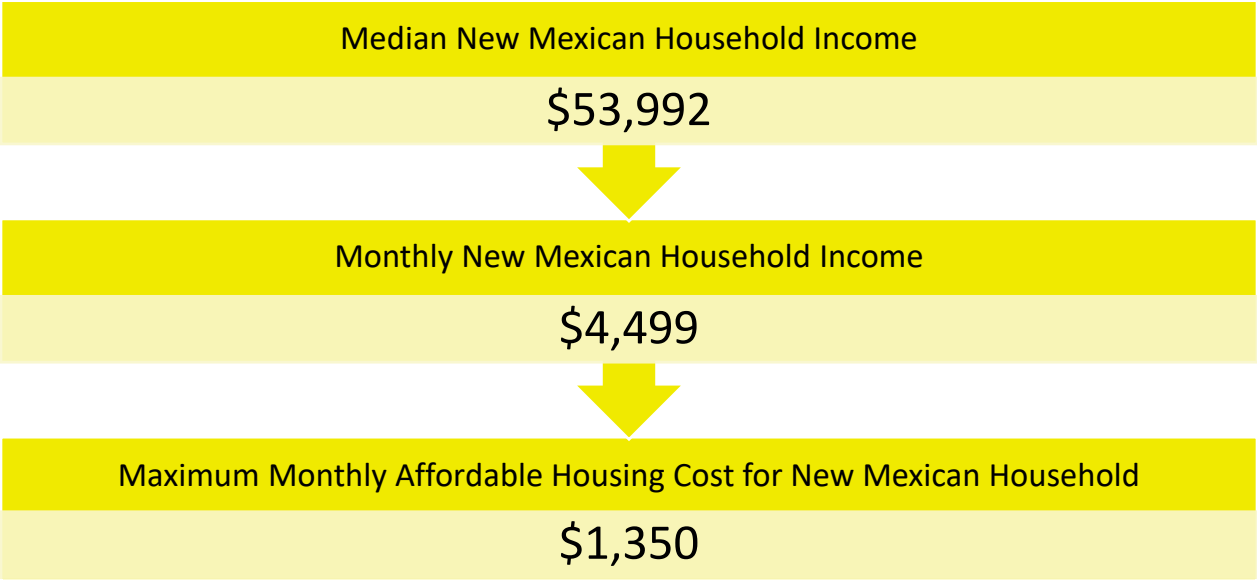 Median New Mexican Household Income
$53,992
Monthly New Mexican Household Income
$4,499
Maximum Monthly Affordable Housing Cost for New Mexican Household
$1,350